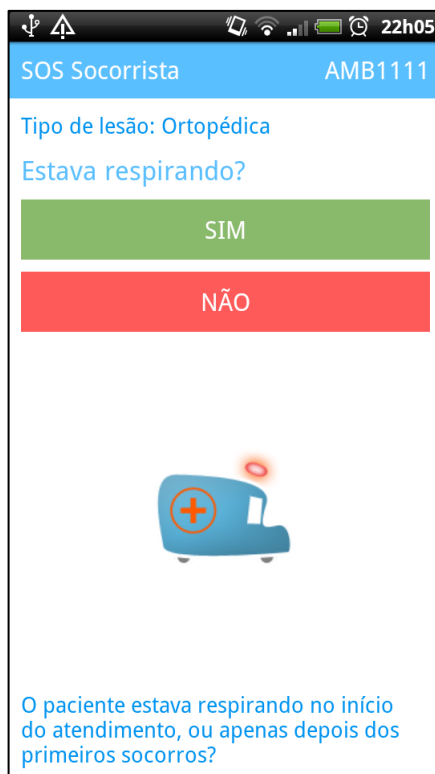 22h05
SOS Socorrista AMB1111
Tipo de lesão: Ortopédica
Estava respirando?
SIM
NÃO
O paciente estava respirando no início
do atendimento, ou apenas depois dos
primeiros socorros?